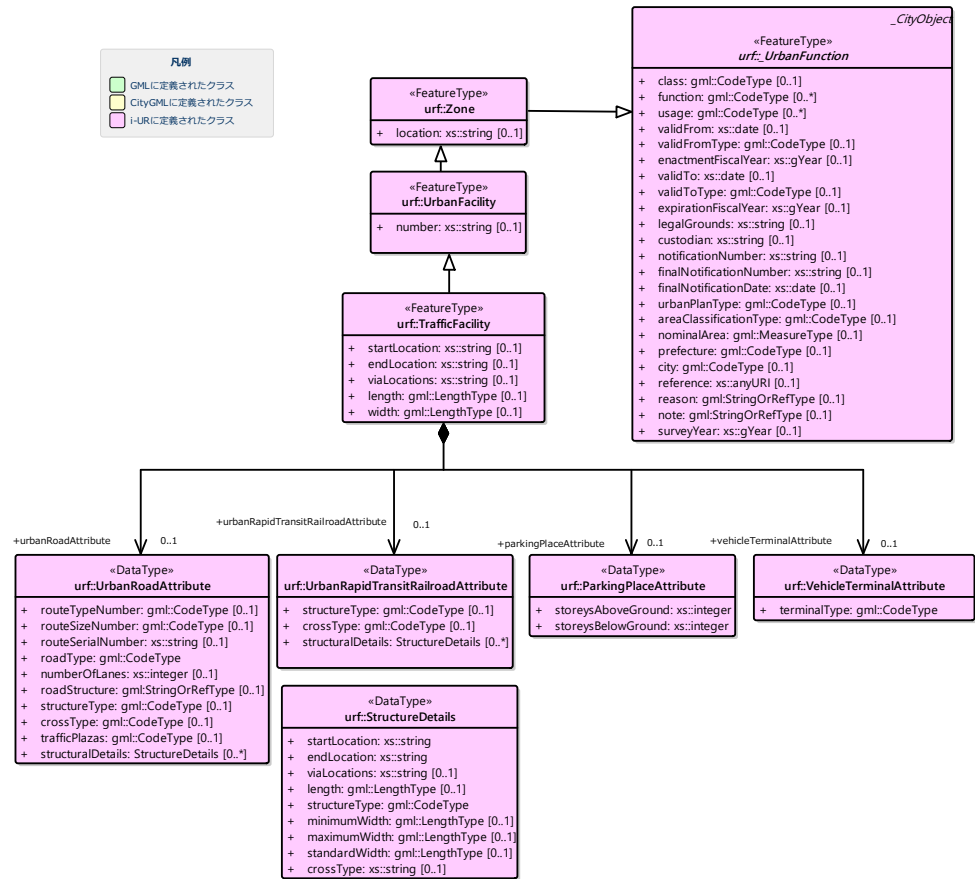 凡例
GMLに定義されたクラス
CityGMLに定義されたクラス
i-URに定義されたクラス
_CityObject
«FeatureType»
urf::_UrbanFunction
+ class: gml::CodeType [0..1]
+ function: gml::CodeType [0..*]
+ usage: gml::CodeType [0..*]
+ validFrom: xs::date [0..1]
+ validFromType: gml::CodeType [0..1]
+ enactmentFiscalYear: xs::gYear [0..1]
+ validTo: xs::date [0..1]
+ validToType: gml::CodeType [0..1]
+ expirationFiscalYear: xs::gYear [0..1]
+ legalGrounds: xs::string [0..1]
+ custodian: xs::string [0..1]
+ notificationNumber: xs::string [0..1]
+ finalNotificationNumber: xs::string [0..1]
+ finalNotificationDate: xs::date [0..1]
+ urbanPlanType: gml::CodeType [0..1]
+ areaClassificationType: gml::CodeType [0..1]
+ nominalArea: gml::MeasureType [0..1]
+ prefecture: gml::CodeType [0..1]
+ city: gml::CodeType [0..1]
+ reference: xs::anyURI [0..1]
+ reason: gml:StringOrRefType [0..1]
+ note: gml:StringOrRefType [0..1]
+ surveyYear: xs::gYear [0..1]
«FeatureType»
urf::Zone
+ location: xs::string [0..1]
«FeatureType»
urf::UrbanFacility
+ number: xs::string [0..1]
«FeatureType»
urf::TrafficFacility
+ startLocation: xs::string [0..1]
+ endLocation: xs::string [0..1]
+ viaLocations: xs::string [0..1]
+ length: gml::LengthType [0..1]
+ width: gml::LengthType [0..1]
+urbanRoadAttribute 0..1
+urbanRapidTransitRailroadAttribute 0..1
+parkingPlaceAttribute 0..1
+vehicleTerminalAttribute 0..1
«DataType»
urf::UrbanRoadAttribute
+ routeTypeNumber: gml::CodeType [0..1]
+ routeSizeNumber: gml::CodeType [0..1]
+ routeSerialNumber: xs::string [0..1]
+ roadType: gml::CodeType
+ numberOfLanes: xs::integer [0..1]
+ roadStructure: gml:StringOrRefType [0..1]
+ structureType: gml::CodeType [0..1]
+ crossType: gml::CodeType [0..1]
+ trafficPlazas: gml::CodeType [0..1]
+ structuralDetails: StructureDetails [0..*]
«DataType»
urf::UrbanRapidTransitRailroadAttribute
+ structureType: gml::CodeType [0..1]
+ crossType: gml::CodeType [0..1]
+ structuralDetails: StructureDetails [0..*]
«DataType»
urf::ParkingPlaceAttribute
+ storeysAboveGround: xs::integer
+ storeysBelowGround: xs::integer
«DataType»
urf::VehicleTerminalAttribute
+ terminalType: gml::CodeType
«DataType»
urf::StructureDetails
+ startLocation: xs::string
+ endLocation: xs::string
+ viaLocations: xs::string [0..1]
+ length: gml::LengthType [0..1]
+ structureType: gml::CodeType
+ minimumWidth: gml::LengthType [0..1]
+ maximumWidth: gml::LengthType [0..1]
+ standardWidth: gml::LengthType [0..1]
+ crossType: xs::string [0..1]